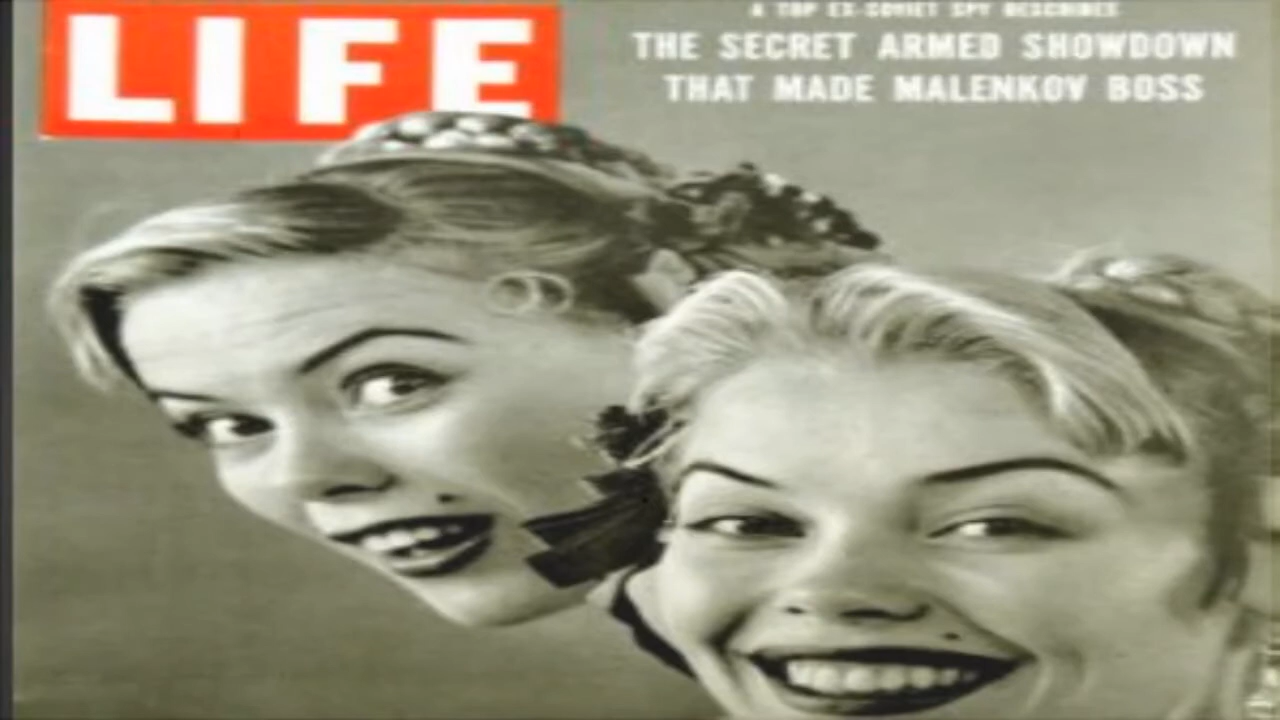 LIFE
A TOP EX-SOVIET SPY DESCRIBES
THE SECRET ARMED SHOWDOWN
THAT MADE MALENKOV BOSS